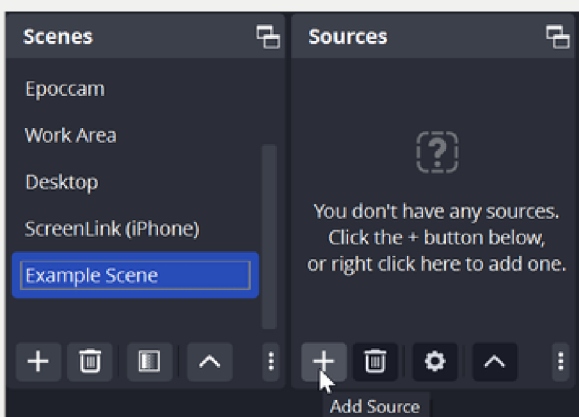 Scenes
Epoccam
Work Area
Desktop
ScreenLink (iPhone)
Example Scene
Sources
You don't have any sources.
Click the + button below,
or right click here to add one.
Add Source